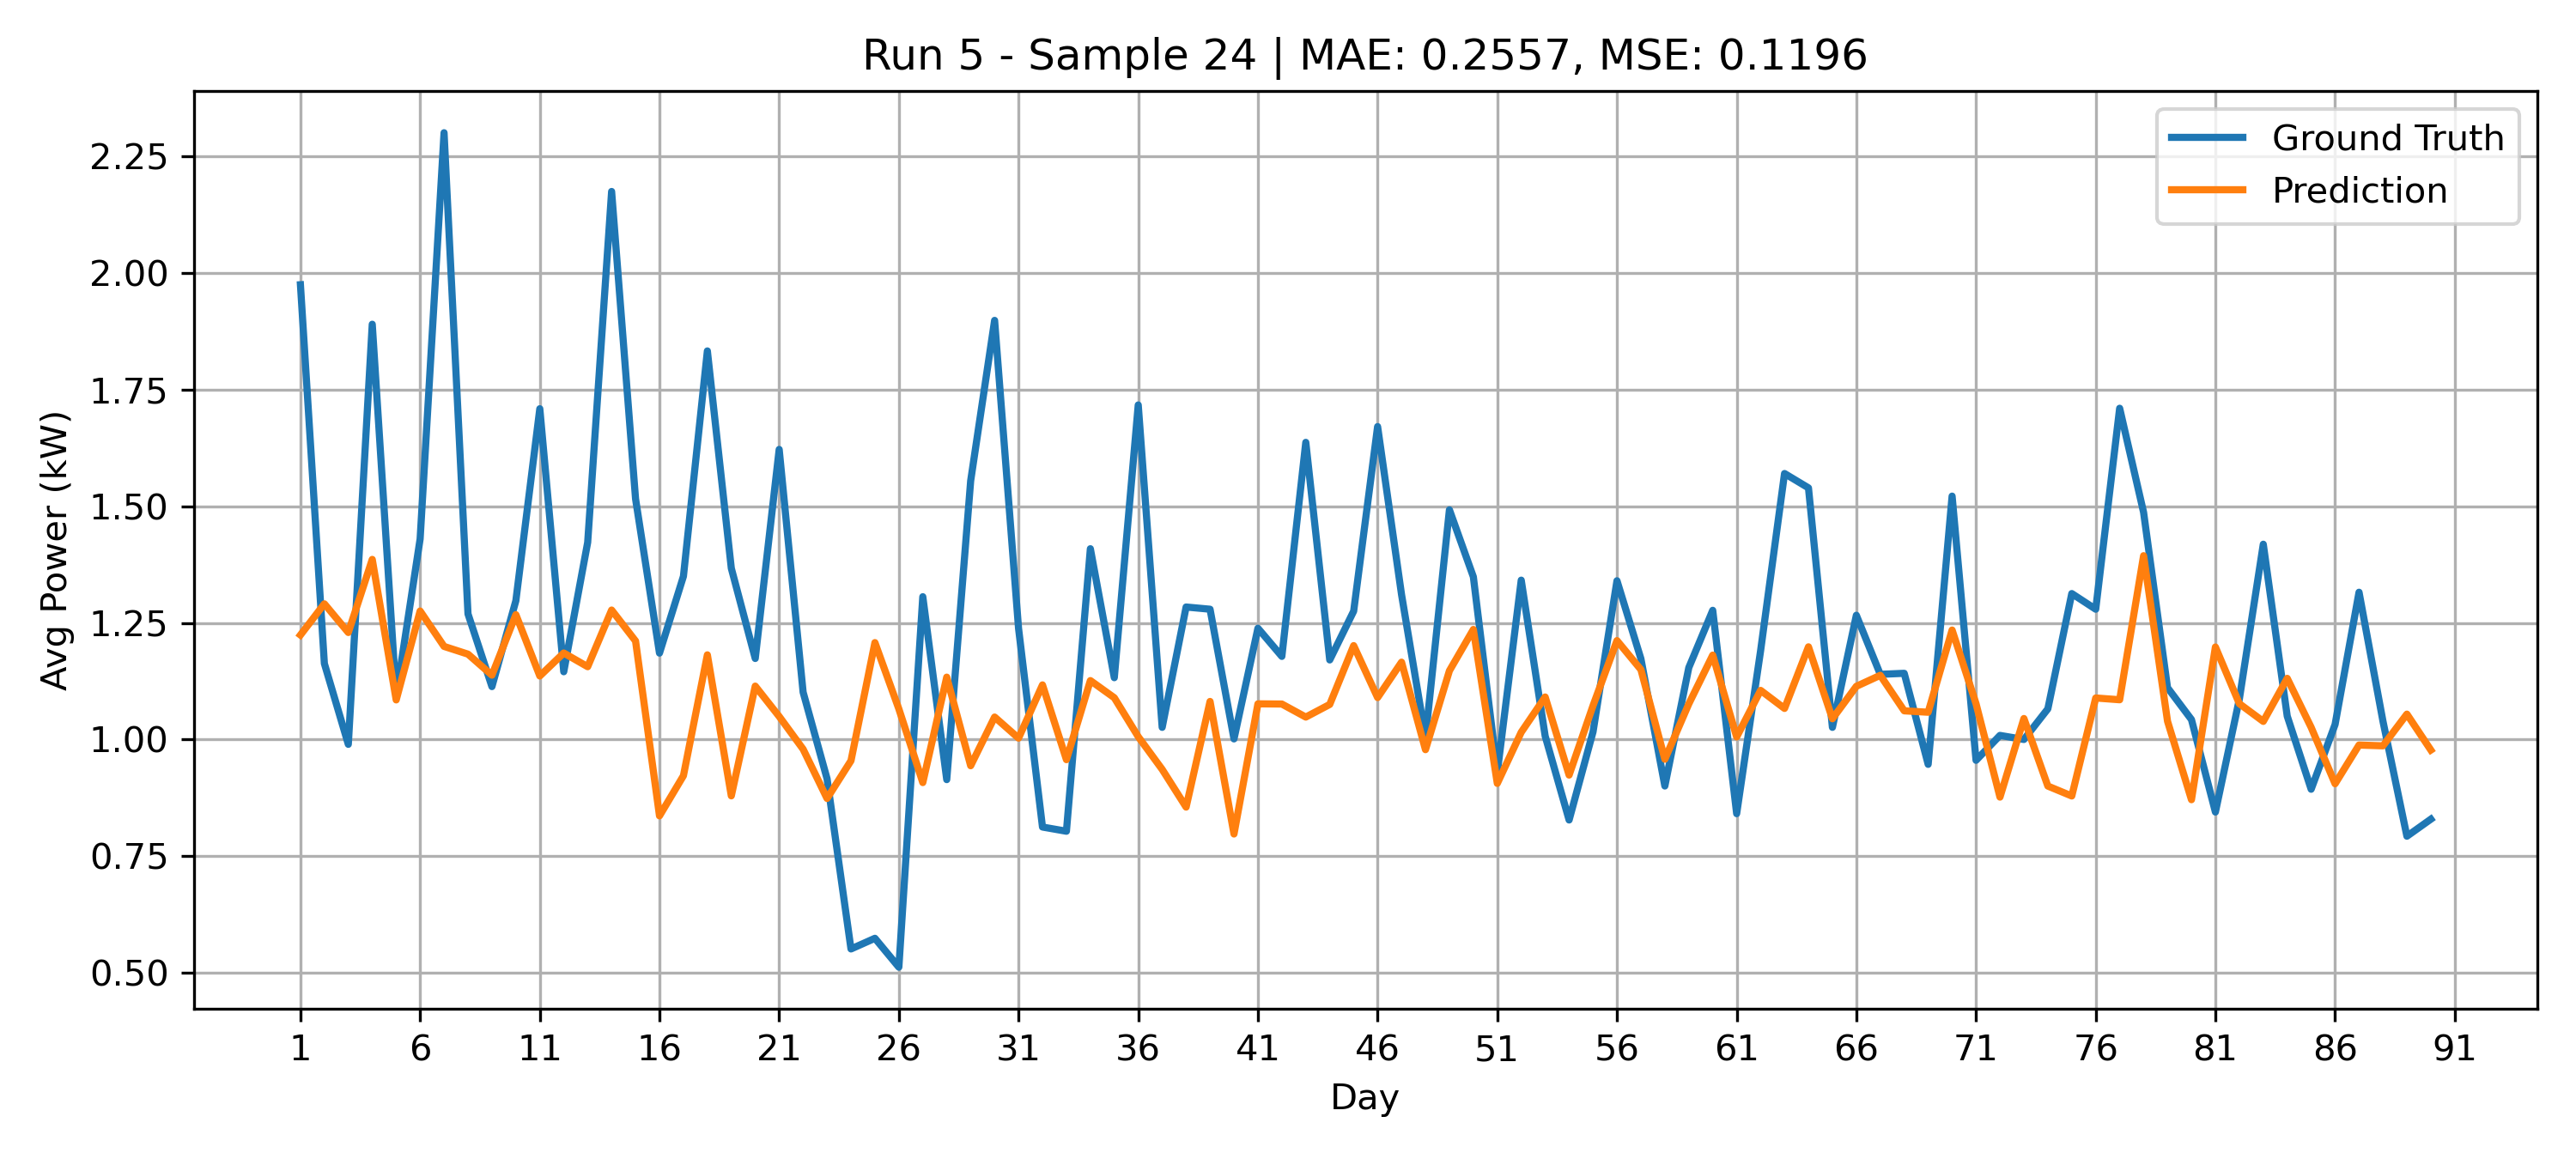 Run 5 - Sample 24 | MAE: 0.2557, MSE: 0.1196
Ground Truth
Prediction
Avg Power (kW)
2.25
2.00
1.75
1.50
1.25
1.00
0.75
0.50
1 6 11 16 21 26 31 36 41 46 51 56 61 66 71 76 81 86 91
Day